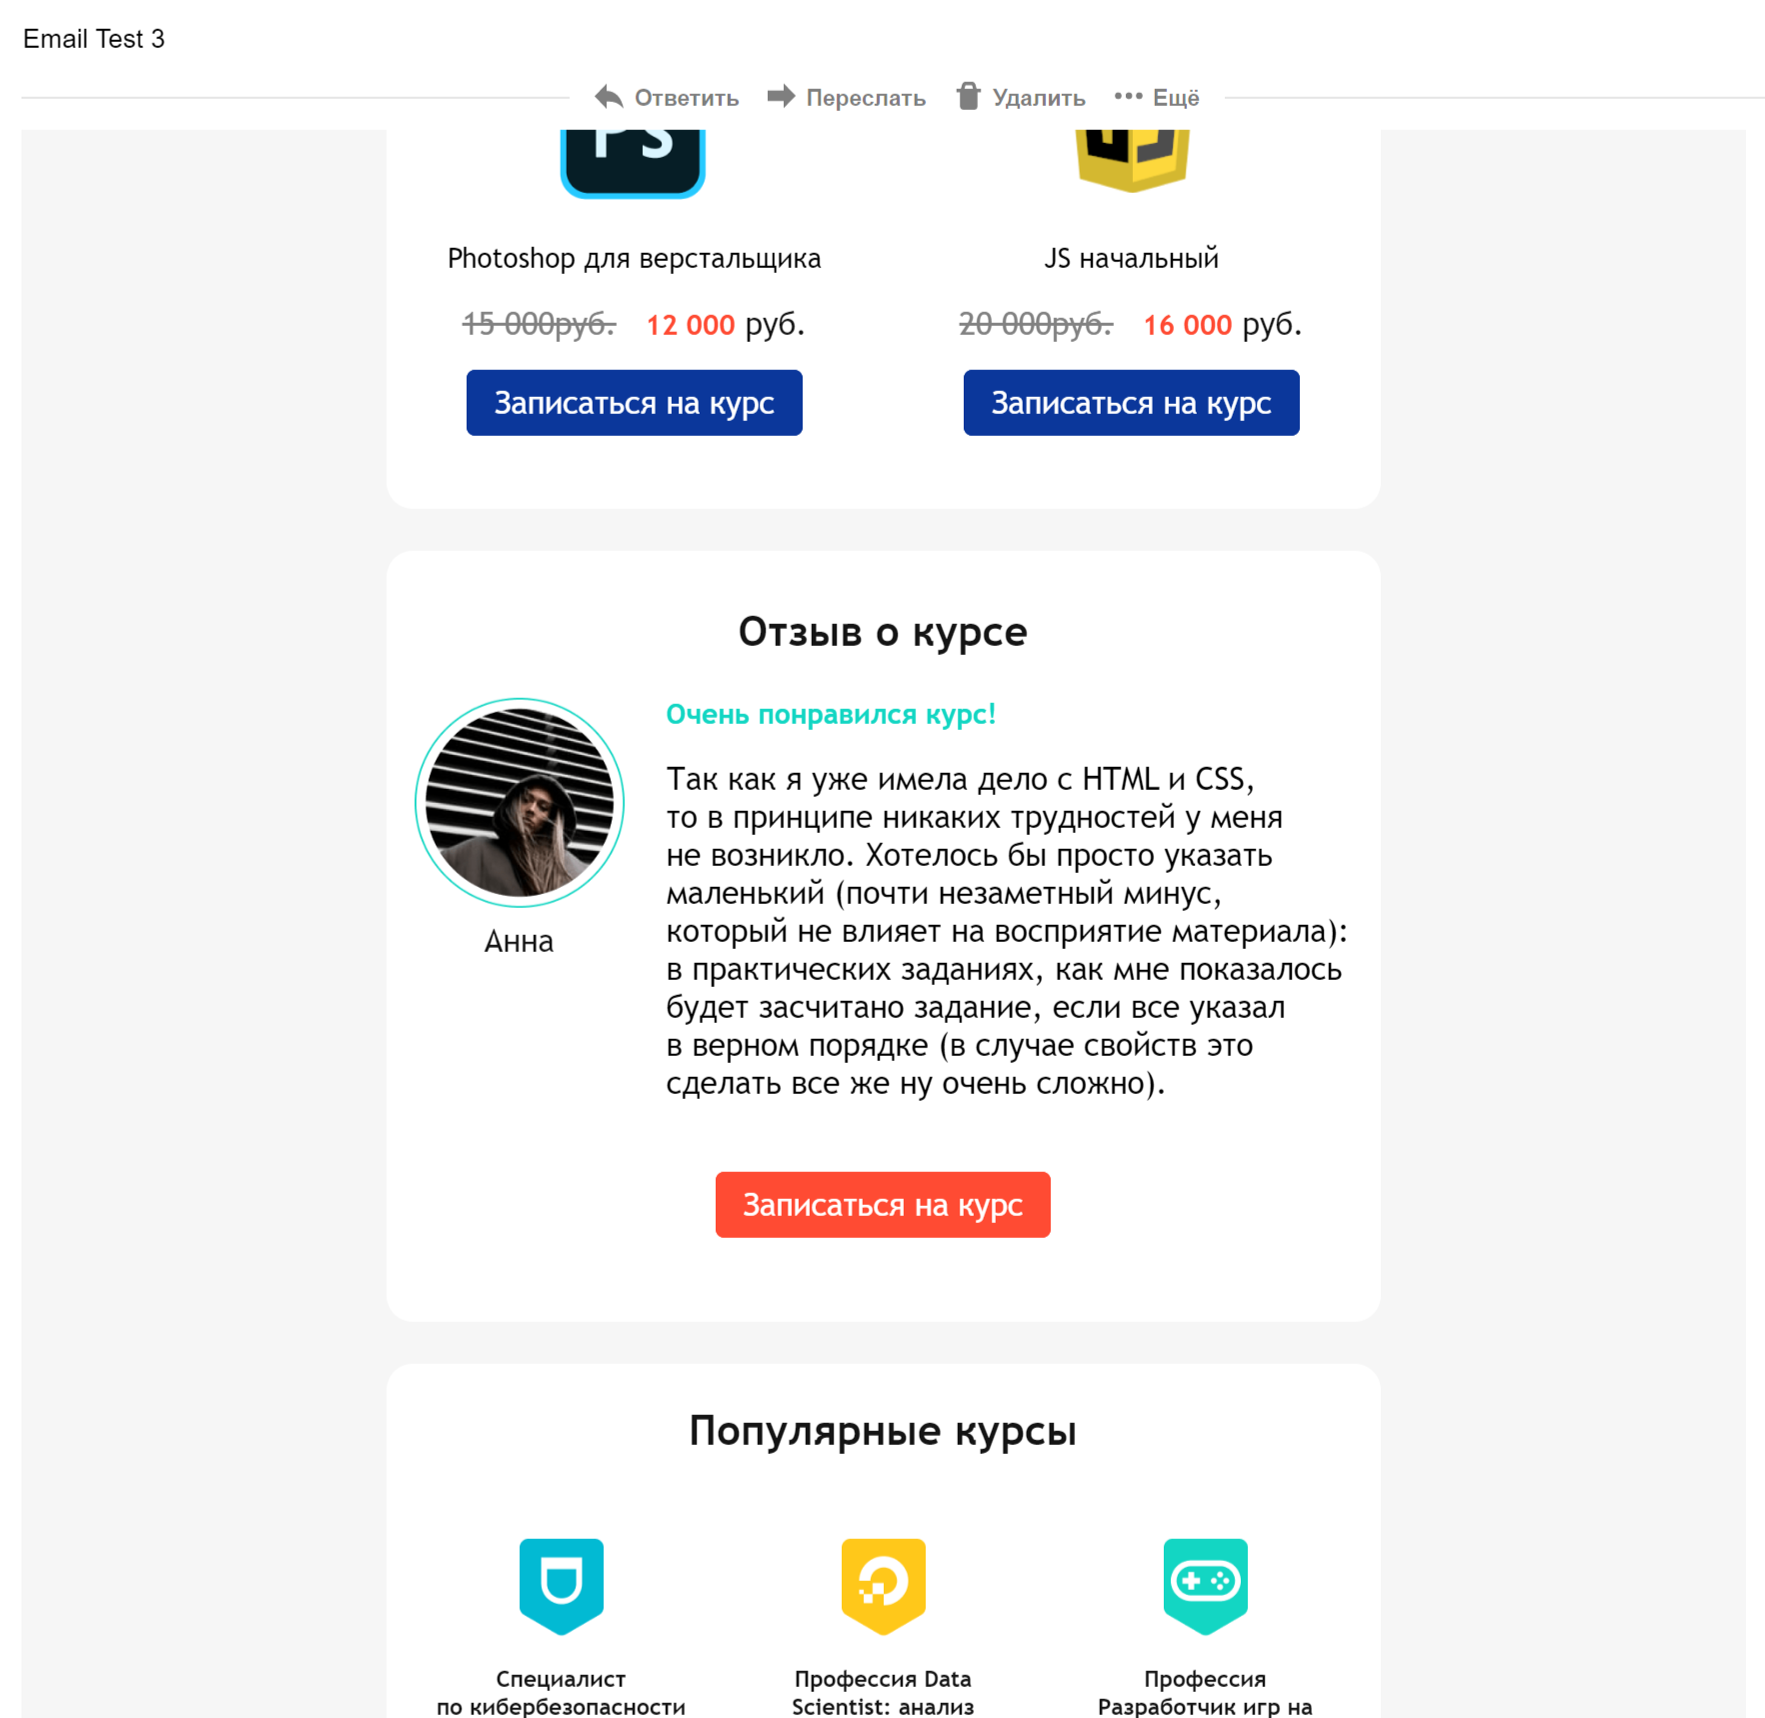 Email Test 3
Ответить Переслать Удалить Ещё
Ps
Photoshop для верстальщика JS начальный
15 000руб. 12 000 руб. 20 000руб. 16 000 руб.
Записаться на курс Записаться на курс
Отзыв о курсе
Очень понравился курс!
Так как я уже имела дело с HTML и CSS,
то в принципе никаких трудностей у меня
не возникло. Хотелось бы просто указать
маленький (почти незаметный минус,
который не влияет на восприятие материала):
Анна
в практических заданиях, как мне показалось
будет засчитано задание, если все указал
в верном порядке (в случае свойств это
сделать все же ну очень сложно).
Записаться на курс
Популярные курсы
Специалист
по кибербезопасности
Профессия Data
Scientist: анализ
Профессия
Разработчик игр на